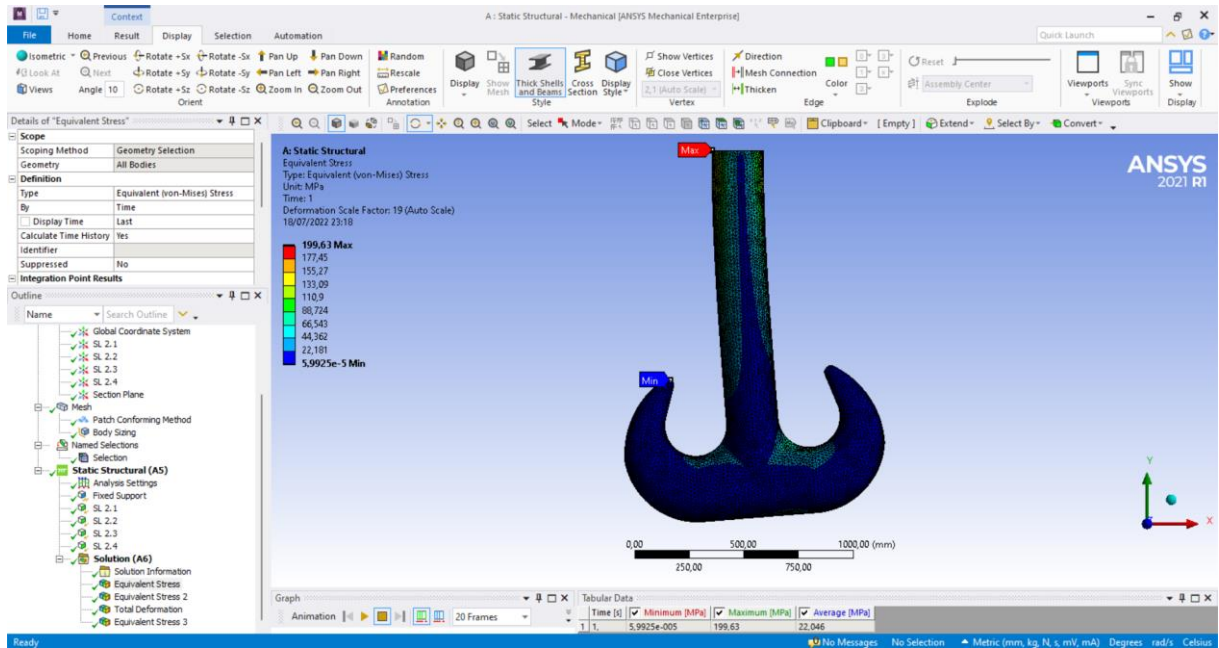 Context
A : Static Structural - Mechanical [ANSYS Mechanical Enterprise]
File Home Result Display Selection Automation
Quick Launch
Isometric Previous Rotate +Sx Rotate -Sx Pan Up Pan Down Random
Look At Next Rotate +Sy Rotate -Sy Pan Left Pan Right Rescale
Views Angle 10 Rotate +Sz Rotate -Sz Zoom In Zoom Out Preferences
Orient Annotation
Display Show Mesh Thick Shells and Beams Cross Section Display Style
Style
Show Vertices
Close Vertices
2,1 (Auto Scale)
Vertex
Direction
Mesh Connection
Thicken
Color
Edge
Reset
Assembly Center
Explode
Viewports Sync Viewports
Viewports
Show
Display
Details of "Equivalent Stress"
Select Mode Clipboard [Empty] Extend Select By Convert
Scope
Scoping Method Geometry Selection
Geometry All Bodies
Definition
Type Equivalent (von-Mises) Stress
By Time
Display Time Last
Calculate Time History Yes
Identifier
Suppressed No
Integration Point Results
Outline
Name Search Outline
Global Coordinate System
SL 2.1
SL 2.2
SL 2.3
SL 2.4
Section Plane
Mesh
Patch Conforming Method
Body Sizing
Named Selections
Selection
Static Structural (A5)
Analysis Settings
Fixed Support
SL 2.1
SL 2.2
SL 2.3
SL 2.4
Solution (A6)
Solution Information
Equivalent Stress
Equivalent Stress 2
Total Deformation
Equivalent Stress 3
A: Static Structural
Equivalent Stress
Type: Equivalent (von-Mises) Stress
Unit: MPa
Time: 1
Deformation Scale Factor: 19 (Auto Scale)
18/07/2022 23:18
199,63 Max
177,45
155,27
133,09
110,9
88,724
66,543
44,362
22,181
5,9925e-5 Min
Max
Min
ANSYS
2021 R1
Y
X
0,00 500,00 1000,00 (mm)
250,00 750,00
Graph
Animation 20 Frames
Tabular Data
Time [s] Minimum [MPa] Maximum [MPa] Average [MPa]
1 1, 5,9925e-005 199,63 22,046
Ready No Messages No Selection Metric (mm, kg, N, s, mV, mA) Degrees rad/s Celsius